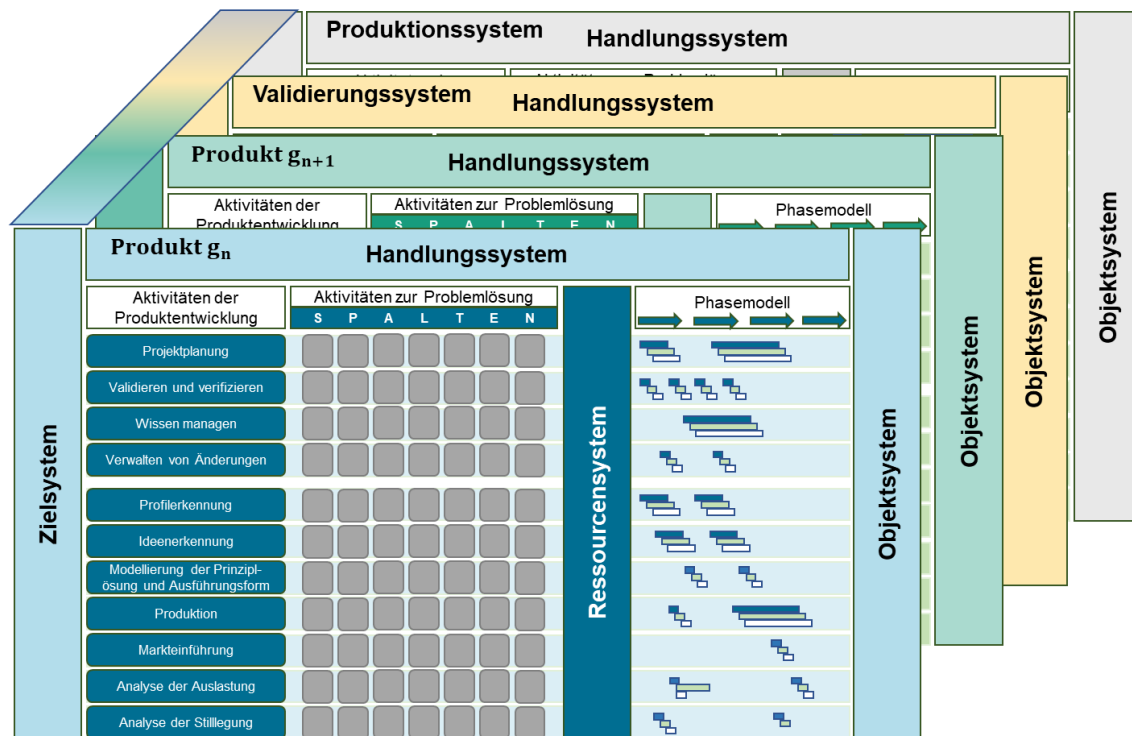 Produktionssystem
Handlungssystem
Validierungssystem
Handlungssystem
Produkt gn+1
Handlungssystem
Aktivitäten der
Produktentwicklung
Aktivitäten zur Problemlösung
S P A L T E N
Phasemodell
Produkt gn
Handlungssystem
Aktivitäten der
Produktentwicklung
Aktivitäten zur Problemlösung
S P A L T E N
Phasemodell
Zielsystem
Projektplanung
Validieren und verifizieren
Wissen managen
Verwalten von Änderungen
Profilerkennung
Ideenerkennung
Modellierung der Prinzipl-
ösung und Ausführungsform
Produktion
Markteinführung
Analyse der Auslastung
Analyse der Stilllegung
Ressourcensystem
Objektsystem
Objektsystem
Objektsystem
Objektsystem